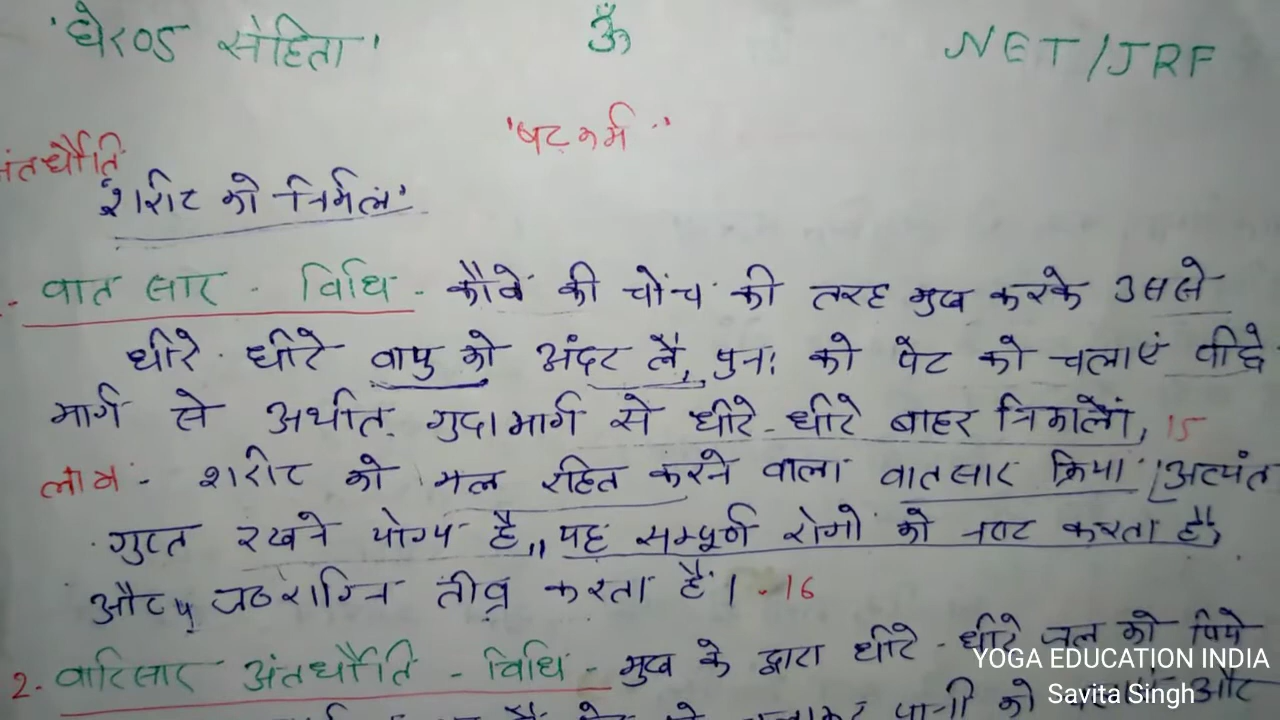 'घेरण्ड संहिता' ॐ NET/JRF
'षट्कर्म'
अंतर्धौति
'शरीर को निर्मल'
वातसार - विधि - कौवे की चोंच की तरह मुख करके उससे
धीरे - धीरे वायु को अंदर लें, पुनः को पेट को चलाएं पीछे
मार्ग से अर्थात गुदामार्ग से धीरे-धीरे बाहर निकालें, 15
लाभ - शरीर को मल रहित करने वाला वातसार क्रिया अत्यंत
गुप्त रखने योग्य है,, यह सम्पूर्ण रोगो को नष्ट करता है,
और जठराग्नि तीव्र करता है। - 16
2. वारिसार अंतर्धौति - विधि - मुख के द्वारा धीरे - धीरे जल को पिये
पानी को और
YOGA EDUCATION INDIA
Savita Singh